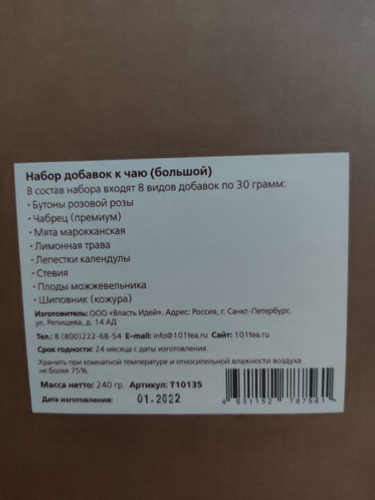 Набор добавок к чаю (большой)
В состав набора входят 8 видов добавок по 30 грамм:
• Бутоны розовой розы
• Чабрец (премиум)
• Мята марокканская
• Лимонная трава
• Лепестки календулы
• Стевия
• Плоды можжевельника
• Шиповник (кожура)
Изготовитель: ООО «Власть Идей». Адрес: Россия, г. Санкт-Петербург,
ул. Репищева, д. 14 АД
Тел.: 8 (800)222-68-54 E-mail: info@101tea.ru Сайт: 101tea.ru
Срок годности: 24 месяца с даты изготовления.
Хранить при комнатной температуре и относительной влажности воздуха
не более 75%.
Масса нетто: 240 гр. Артикул: Т10135
Дата изготовления: 01.2022
4 631152 787561